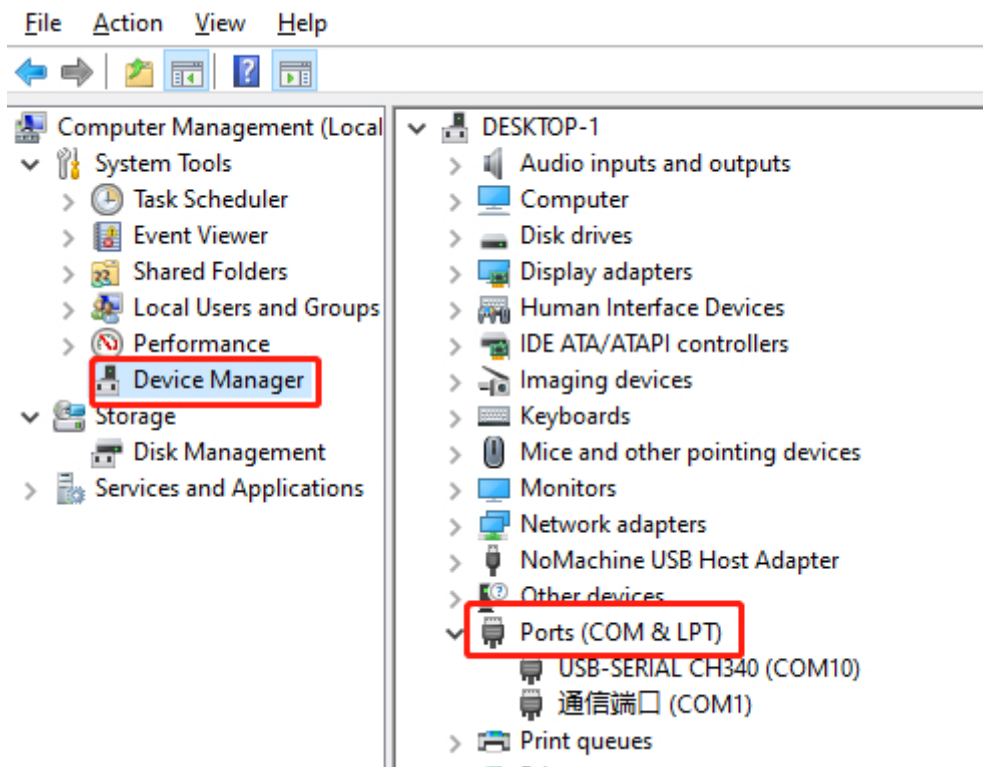 File Action View Help
Computer Management (Local
System Tools
Task Scheduler
Event Viewer
Shared Folders
Local Users and Groups
Performance
Device Manager
Storage
Disk Management
Services and Applications
DESKTOP-1
Audio inputs and outputs
Computer
Disk drives
Display adapters
Human Interface Devices
IDE ATA/ATAPI controllers
Imaging devices
Keyboards
Mice and other pointing devices
Monitors
Network adapters
NoMachine USB Host Adapter
Other devices
Ports (COM & LPT)
USB-SERIAL CH340 (COM10)
通信端口 (COM1)
Print queues